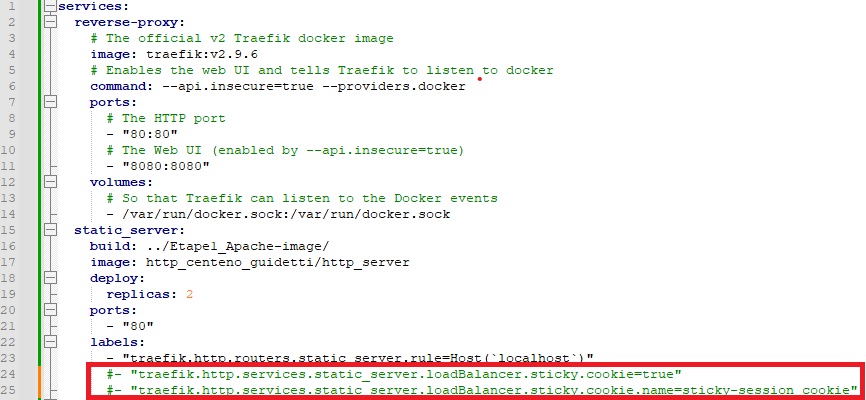 1 services:
2 reverse-proxy:
3 # The official v2 Traefik docker image
4 image: traefik:v2.9.6
5 # Enables the web UI and tells Traefik to listen to docker
6 command: --api.insecure=true --providers.docker
7 ports:
8 # The HTTP port
9 - "80:80"
10 # The Web UI (enabled by --api.insecure=true)
11 - "8080:8080"
12 volumes:
13 # So that Traefik can listen to the Docker events
14 - /var/run/docker.sock:/var/run/docker.sock
15 static_server:
16 build: ../Etape1_Apache-image/
17 image: http_centeno_guidetti/http_server
18 deploy:
19 replicas: 2
20 ports:
21 - "80"
22 labels:
23 - "traefik.http.routers.static_server.rule=Host(`localhost`)"
24 #- "traefik.http.services.static_server.loadBalancer.sticky.cookie=true"
25 #- "traefik.http.services.static_server.loadBalancer.sticky.cookie.name=sticky-session_cookie"